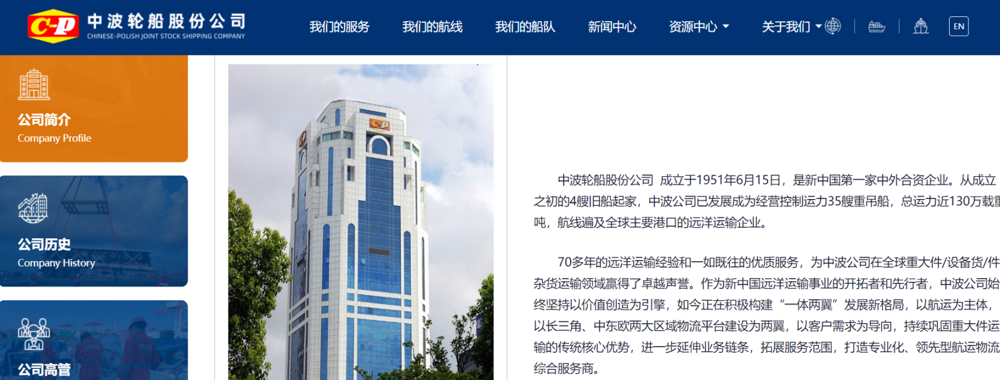 中波轮船股份公司
CHINESE-POLISH JOINT STOCK SHIPPING COMPANY
我们的服务
我们的航线
我们的船队
新闻中心
资源中心
关于我们
EN
公司简介
Company Profile
公司历史
Company History
公司高管
C-P
C-P
C-P
中波轮船股份公司 成立于1951年6月15日，是新中国第一家中外合资企业。从成立
之初的4艘旧船起家，中波公司已发展成为经营控制运力35艘重吊船，总运力近130万载重
吨，航线遍及全球主要港口的远洋运输企业。
70多年的远洋运输经验和一如既往的优质服务，为中波公司在全球重大件/设备货/件
杂货运输领域赢得了卓越声誉。作为新中国远洋运输事业的开拓者和先行者，中波公司始
终坚持以价值创造为引擎，如今正在积极构建“一体两翼”发展新格局，以航运为主体，
以长三角、中东欧两大区域物流平台建设为两翼，以客户需求为导向，持续巩固重大件运
输的传统核心优势，进一步延伸业务链条，拓展服务范围，打造专业化、领先型航运物流
综合服务商。